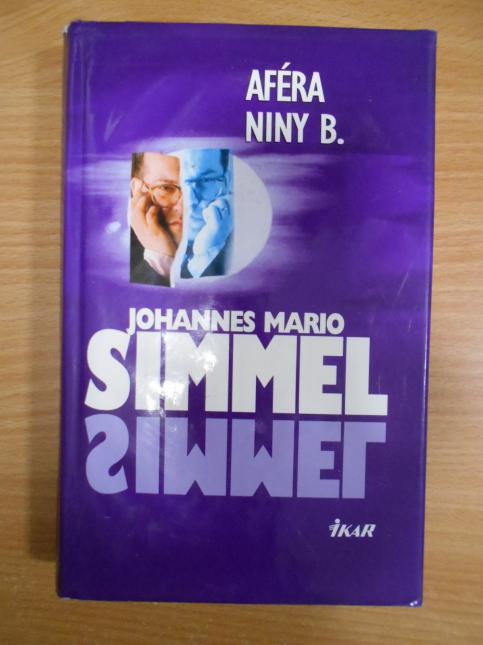 AFÉRA
NINY B.
JOHANNES MARIO
SIMMEL
SIMMEL
IKAR